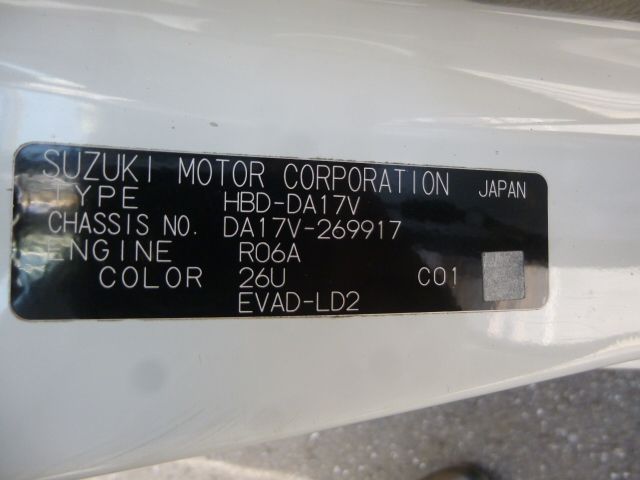 SUZUKI MOTOR CORPORATION JAPAN
TYPE HBD-DA17V
CHASSIS NO. DA17V-269917
ENGINE R06A
COLOR 26U C01
EVAD-LD2